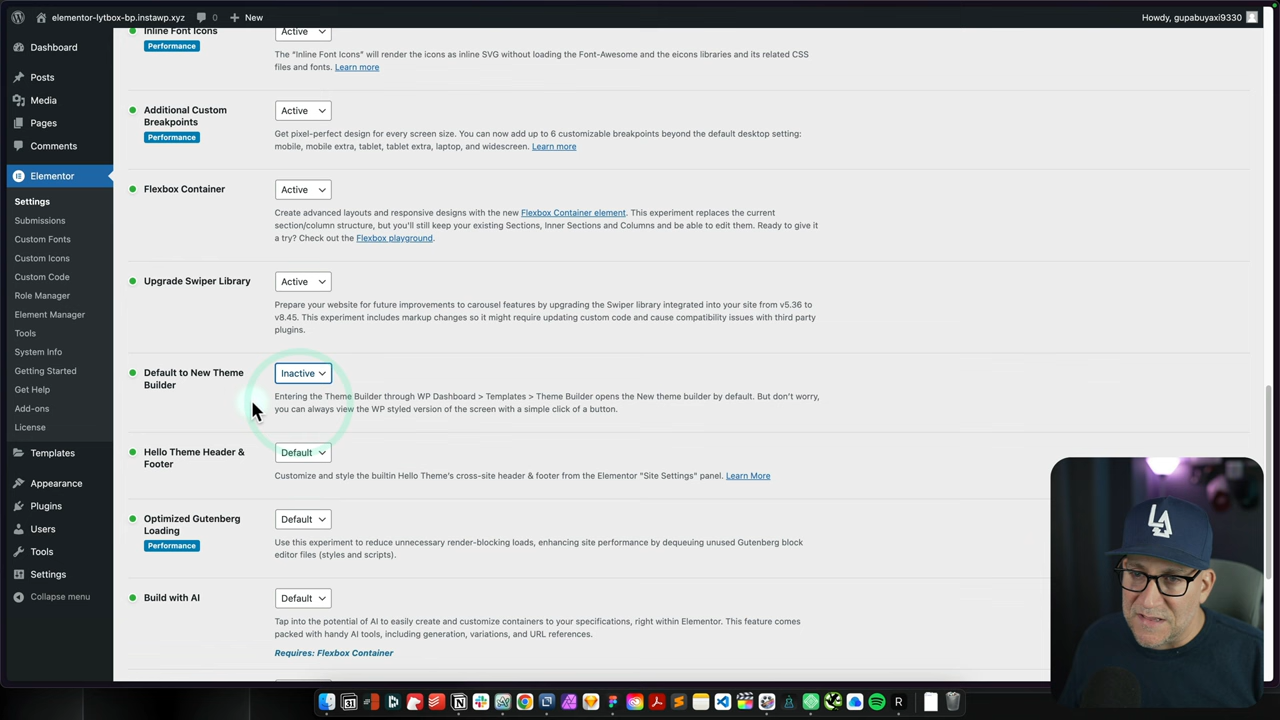 elementor-lytbox-bp.instawp.xyz 0 New Howdy, gupabuyaxi9330
Dashboard
Posts
Media
Pages
Comments
Elementor
Settings
Submissions
Custom Fonts
Custom Icons
Custom Code
Role Manager
Element Manager
Tools
System Info
Getting Started
Get Help
Add-ons
License
Templates
Appearance
Plugins
Users
Tools
Settings
Collapse menu
Inline Font Icons
Performance
Active
The “Inline Font Icons” will render the icons as inline SVG without loading the Font-Awesome and the eicons libraries and its related CSS
files and fonts. Learn more
Additional Custom
Breakpoints
Performance
Active
Get pixel-perfect design for every screen size. You can now add up to 6 customizable breakpoints beyond the default desktop setting:
mobile, mobile extra, tablet, tablet extra, laptop, and widescreen. Learn more
Flexbox Container
Active
Create advanced layouts and responsive designs with the new Flexbox Container element. This experiment replaces the current
section/column structure, but you'll still keep your existing Sections, Inner Sections and Columns and be able to edit them. Ready to give it
a try? Check out the Flexbox playground.
Upgrade Swiper Library
Active
Prepare your website for future improvements to carousel features by upgrading the Swiper library integrated into your site from v5.36 to
v8.45. This experiment includes markup changes so it might require updating custom code and cause compatibility issues with third party
plugins.
Default to New Theme
Builder
Inactive
Entering the Theme Builder through WP Dashboard > Templates > Theme Builder opens the New theme builder by default. But don’t worry,
you can always view the WP styled version of the screen with a simple click of a button.
Hello Theme Header &
Footer
Default
Customize and style the builtin Hello Theme’s cross-site header & footer from the Elementor "Site Settings" panel. Learn More
Optimized Gutenberg
Loading
Performance
Default
Use this experiment to reduce unnecessary render-blocking loads, enhancing site performance by dequeuing unused Gutenberg block
editor files (styles and scripts).
Build with AI
Default
Tap into the potential of AI to easily create and customize containers to your specifications, right within Elementor. This feature comes
packed with handy AI tools, including generation, variations, and URL references.
Requires: Flexbox Container